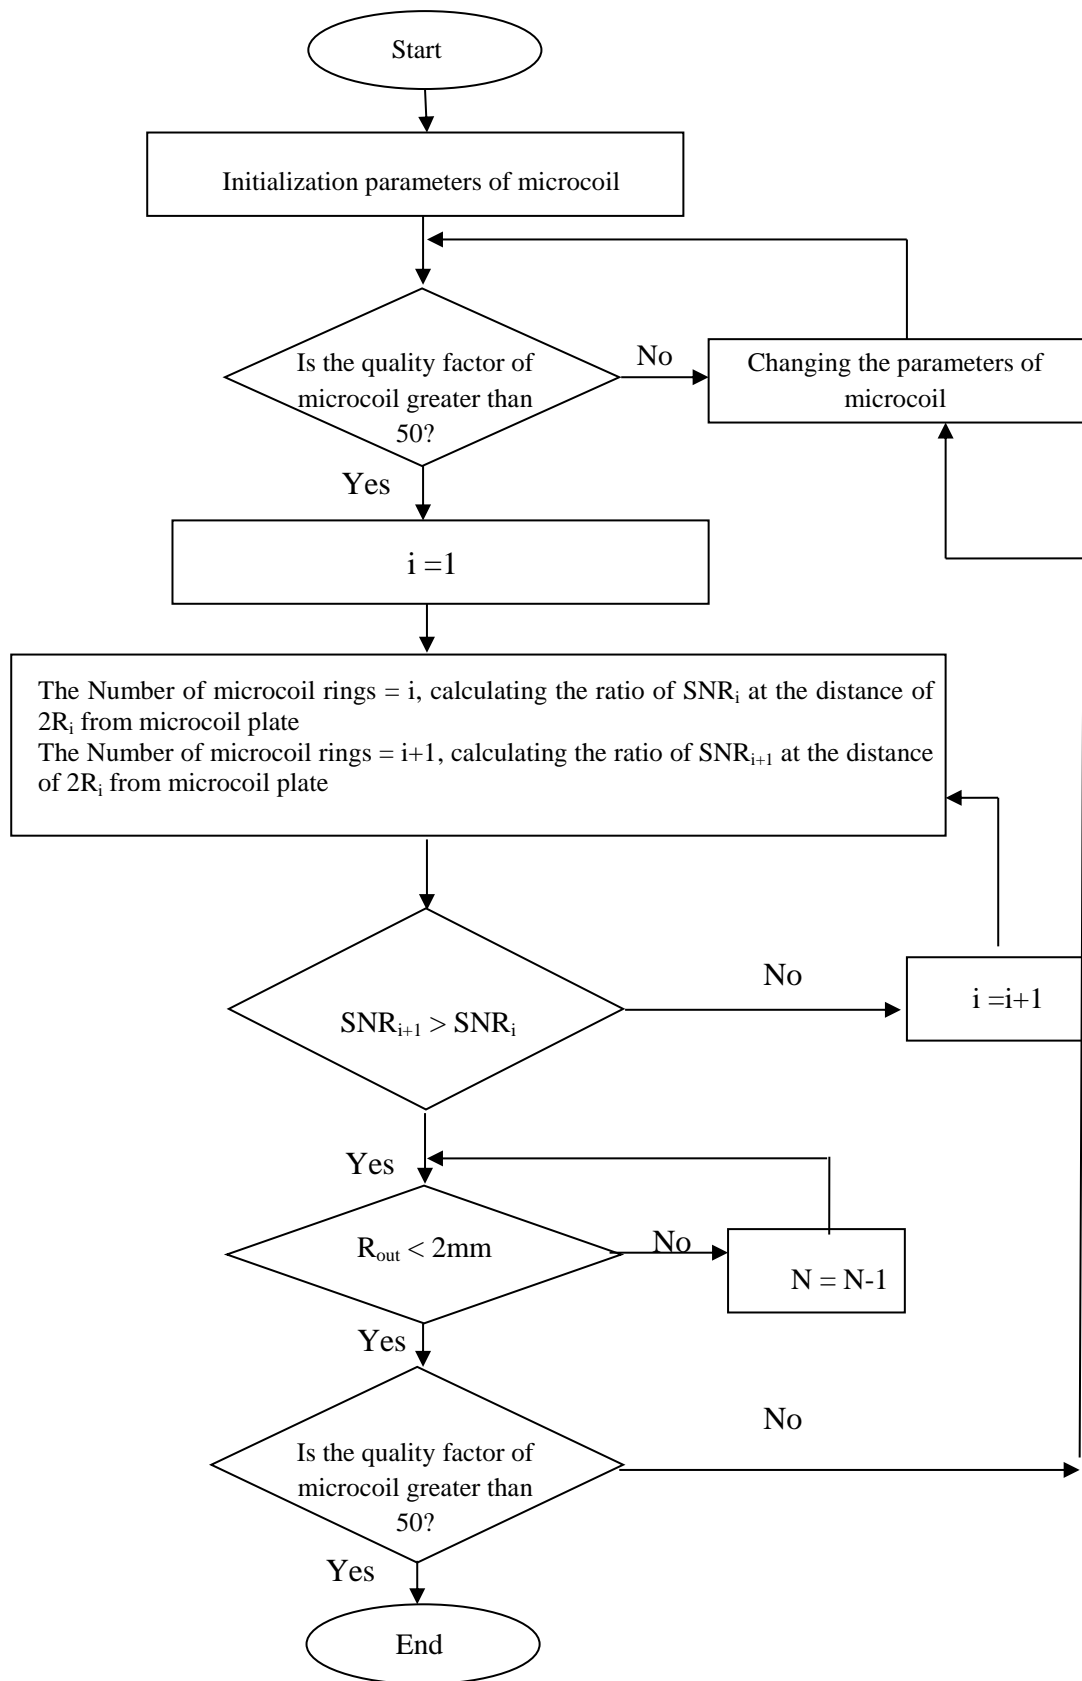 Start
Initialization parameters of microcoil
Is the quality factor of
microcoil greater than
50?
No
Changing the parameters of
microcoil
Yes
i =1
The Number of microcoil rings = i, calculating the ratio of SNRi at the distance of
2Ri from microcoil plate
The Number of microcoil rings = i+1, calculating the ratio of SNRi+1 at the distance
of 2Ri from microcoil plate
No
i =i+1
SNRi+1 > SNRi
Yes
Rout < 2mm
No
N = N-1
Yes
No
Is the quality factor of
microcoil greater than
50?
Yes
End